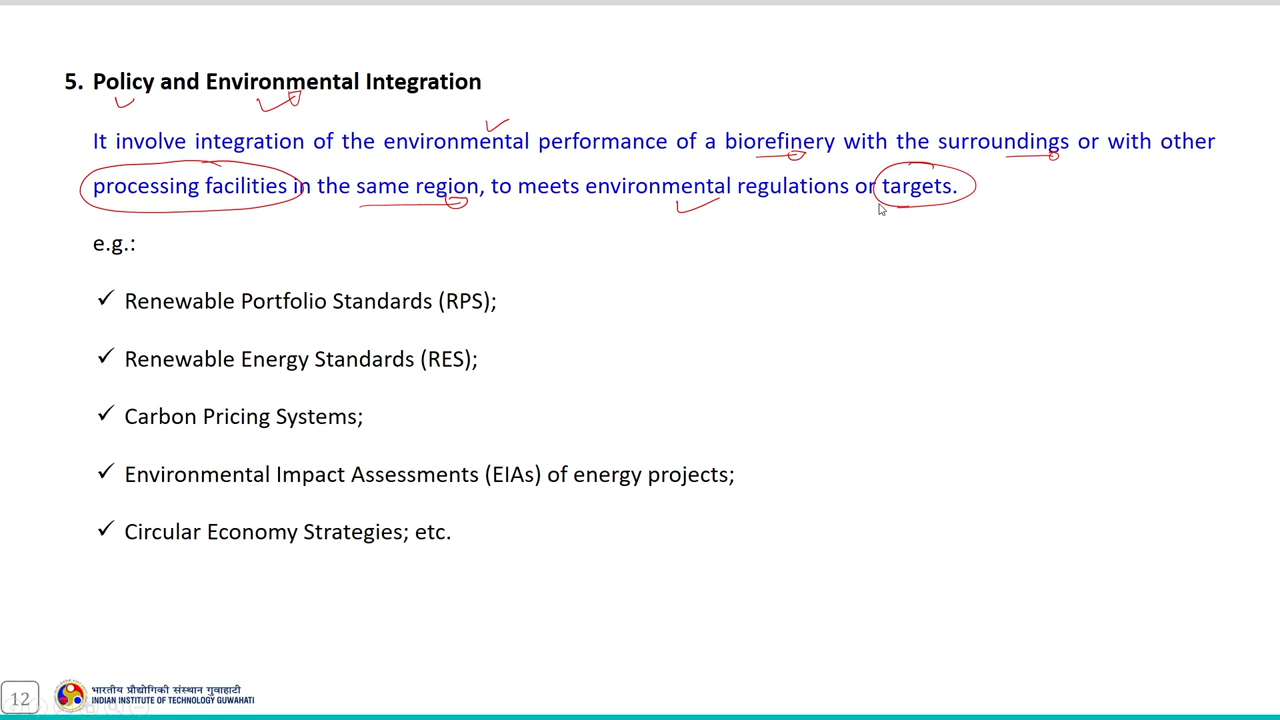 5. Policy and Environmental Integration
It involve integration of the environmental performance of a biorefinery with the surroundings or with other
processing facilities in the same region, to meets environmental regulations or targets.
e.g.:
✓ Renewable Portfolio Standards (RPS);
✓ Renewable Energy Standards (RES);
✓ Carbon Pricing Systems;
✓ Environmental Impact Assessments (EIAs) of energy projects;
✓ Circular Economy Strategies; etc.
12
भारतीय प्रौद्योगिकी संस्थान गुवाहाटी
INDIAN INSTITUTE OF TECHNOLOGY GUWAHATI